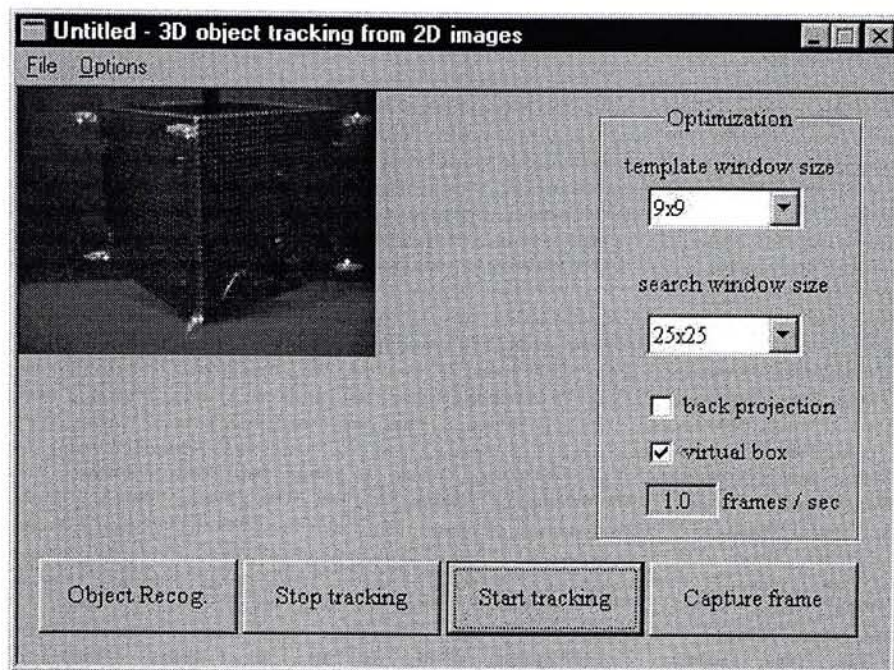 Untitled - 3D object tracking from 2D images
File Options
Optimization
template window size
9x9
search window size
25x25
back projection
virtual box
1.0 frames / sec
Object Recog. Stop tracking Start tracking Capture frame